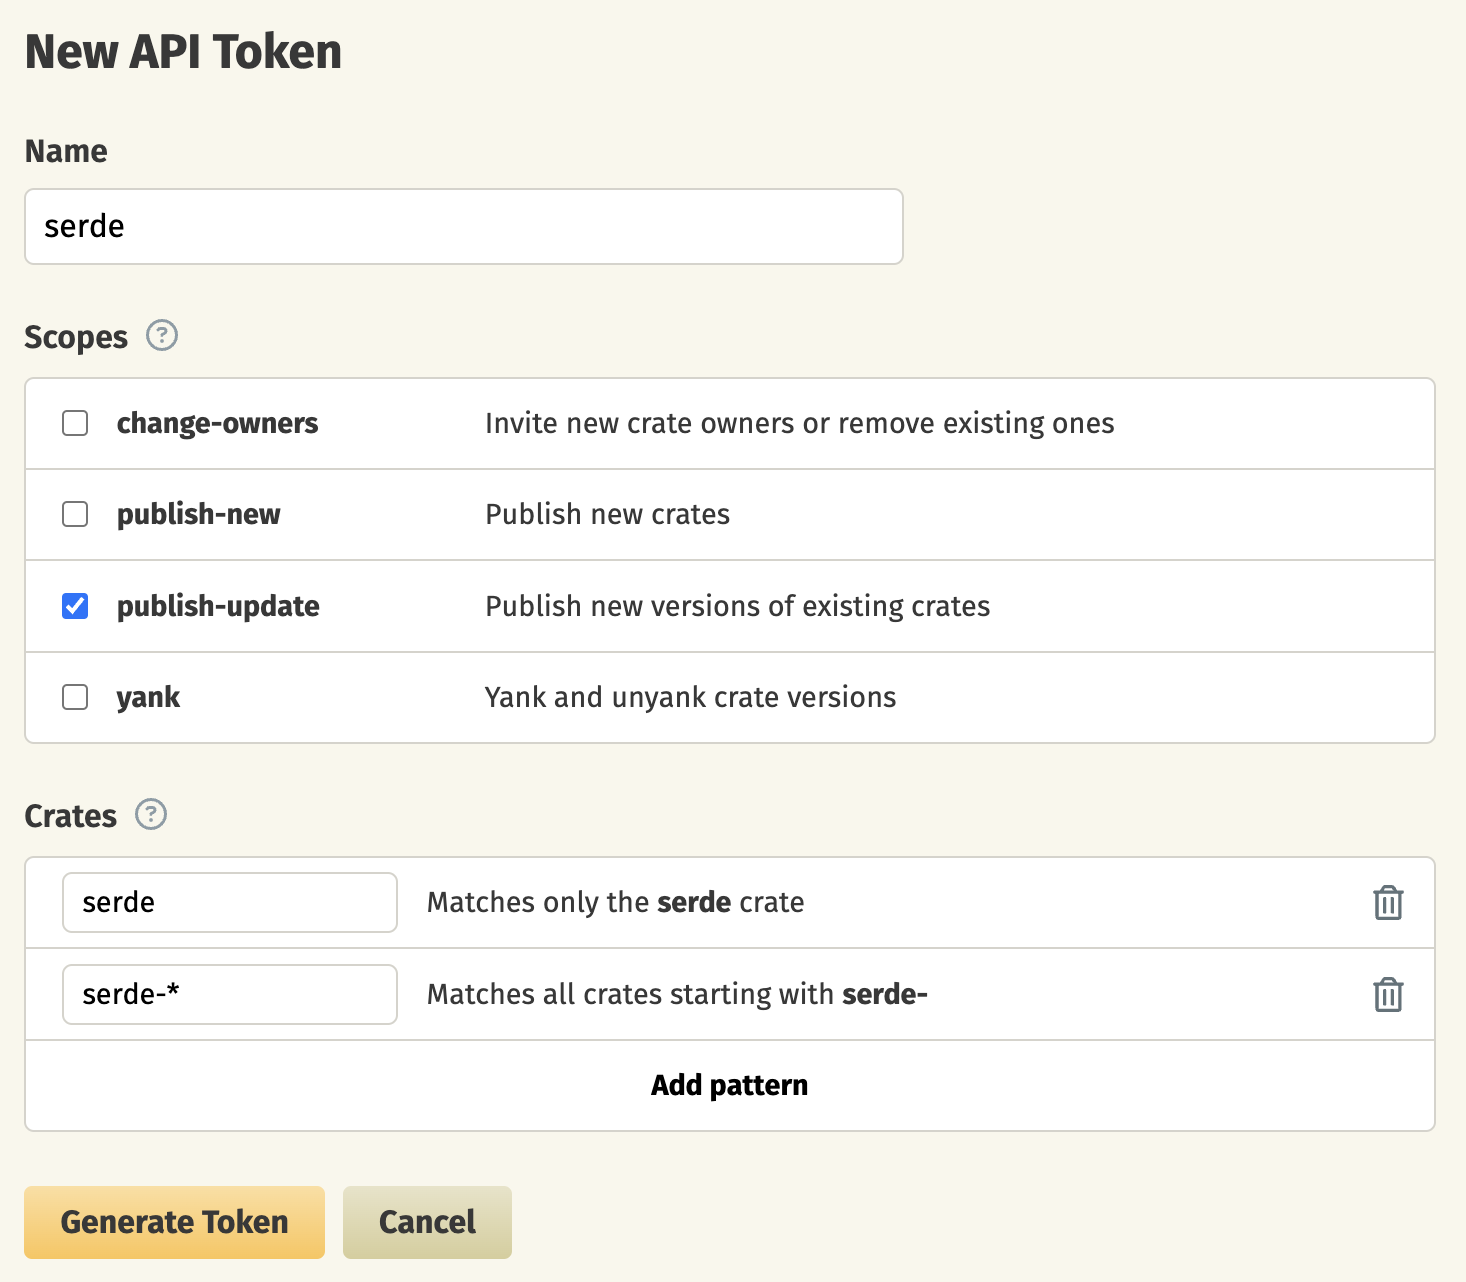 New API Token
Name
serde
Scopes ?
change-owners Invite new crate owners or remove existing ones
publish-new Publish new crates
publish-update Publish new versions of existing crates
yank Yank and unyank crate versions
Crates ?
serde Matches only the serde crate
serde-* Matches all crates starting with serde-
Add pattern
Generate Token Cancel